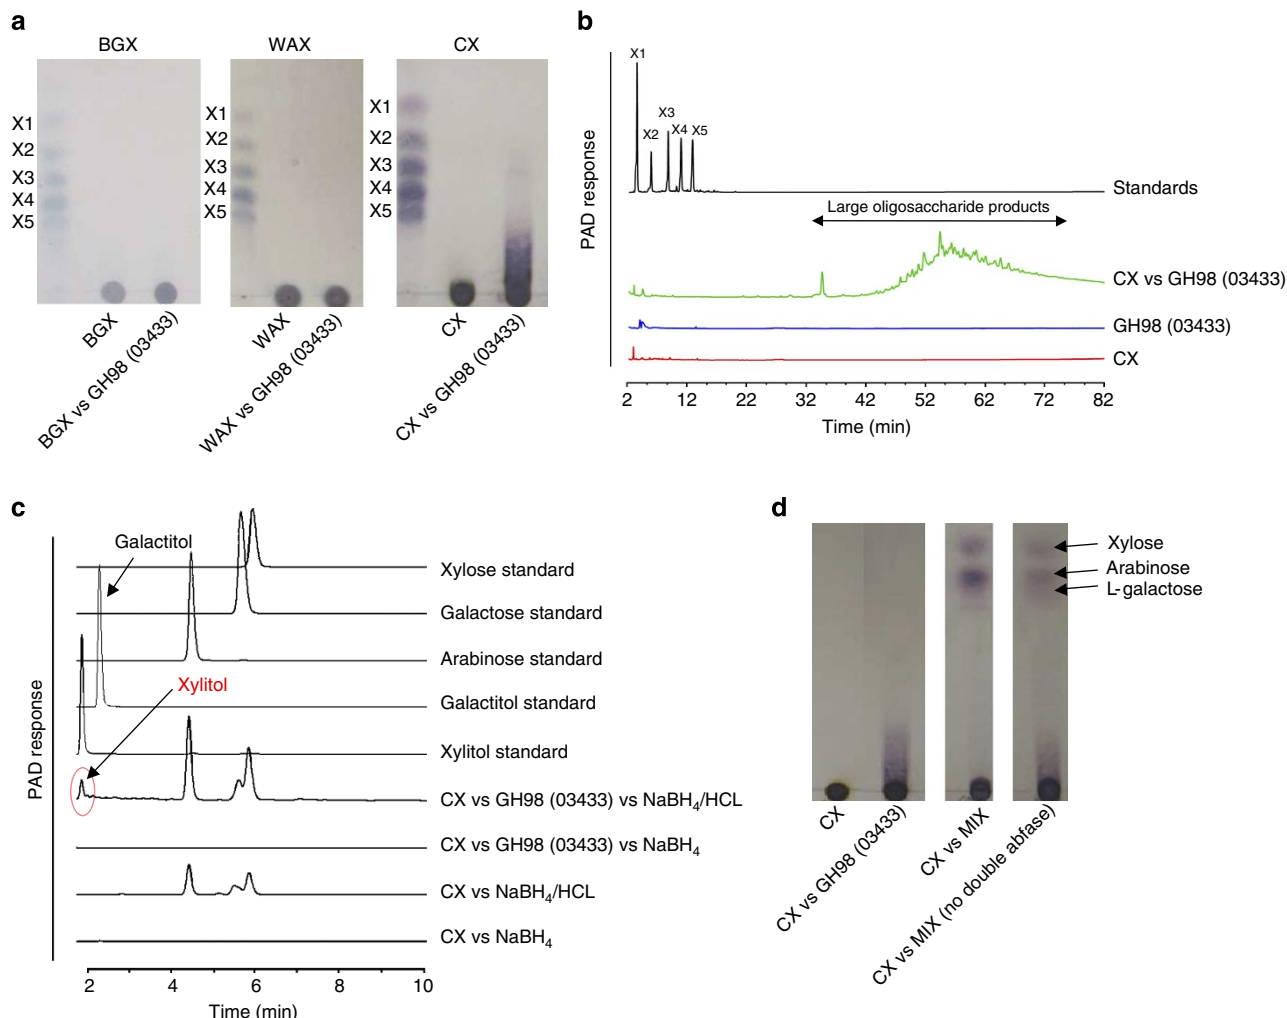 a
BGX
WAX
CX
X1
X2
X3
X4
X5
X1
X2
X3
X4
X5
X1
X2
X3
X4
X5
BGX
BGX vs GH98 (03433)
WAX
WAX vs GH98 (03433)
CX
CX vs GH98 (03433)
b
PAD response
X1
X2
X3
X4
X5
Standards
Large oligosaccharide products
CX vs GH98 (03433)
GH98 (03433)
CX
2 12 22 32 42 52 62 72 82
Time (min)
c
PAD response
Galactitol
Xylitol
Xylose standard
Galactose standard
Arabinose standard
Galactitol standard
Xylitol standard
CX vs GH98 (03433) vs NaBH4/HCL
CX vs GH98 (03433) vs NaBH4
CX vs NaBH4/HCL
CX vs NaBH4
2 4 6 8 10
Time (min)
d
Xylose
Arabinose
L-galactose
CX
CX vs GH98 (03433)
CX vs MIX
CX vs MIX (no double abfase)